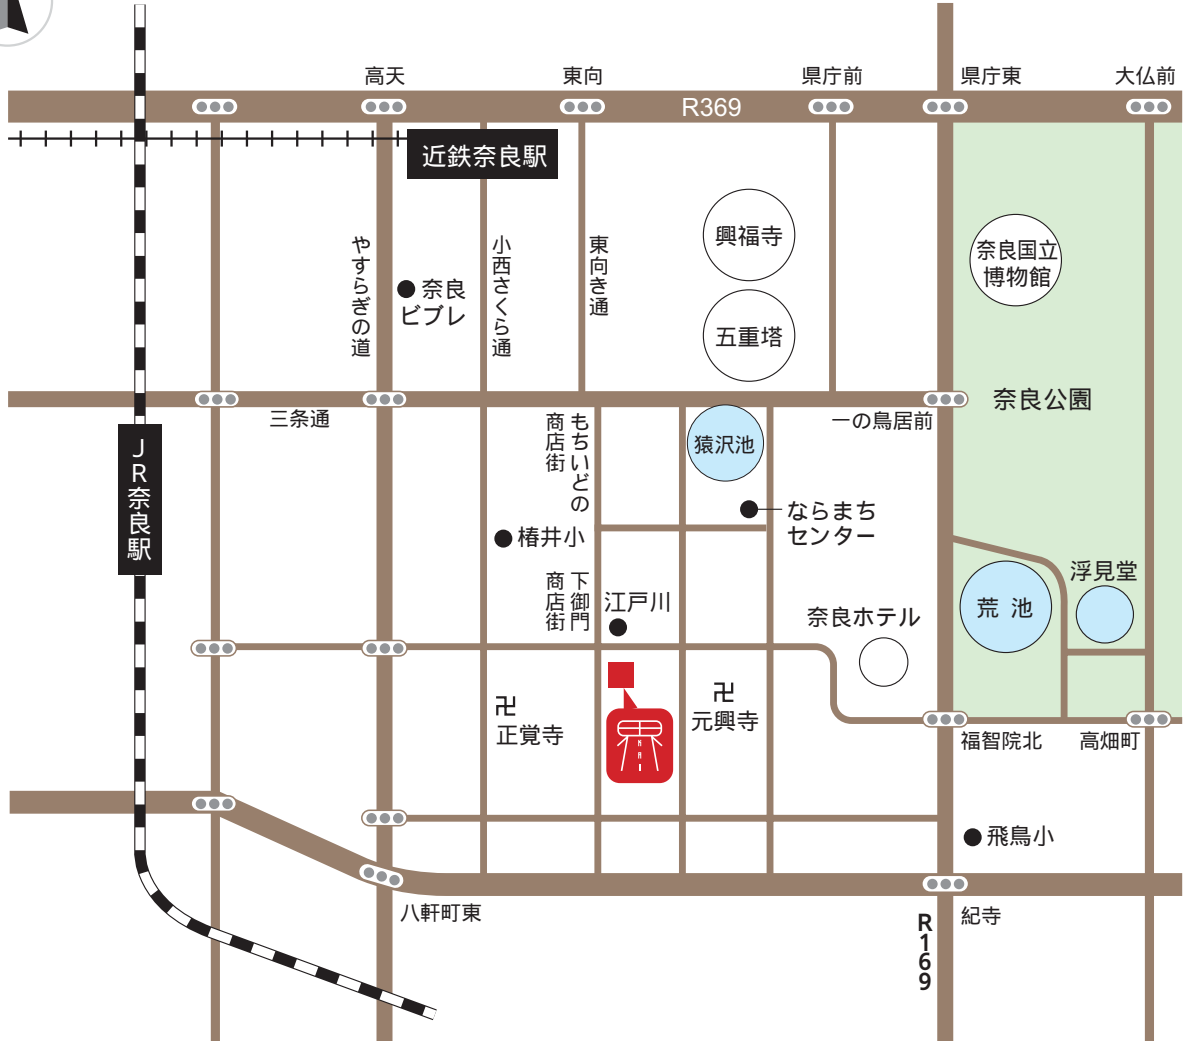 高天
東向
県庁前
県庁東
大仏前
R369
近鉄奈良駅
やすらぎの道
奈良
ビブレ
小西さくら通
東向き通
興福寺
五重塔
奈良国立
博物館
奈良公園
三条通
一の鳥居前
JR奈良駅
もちいどの
商店街
猿沢池
ならまち
センター
椿井小
下御門
商店街
江戸川
奈良ホテル
荒池
浮見堂
卍
正覚寺
卍
元興寺
福智院北
高畑町
飛鳥小
八軒町東
紀寺
R169